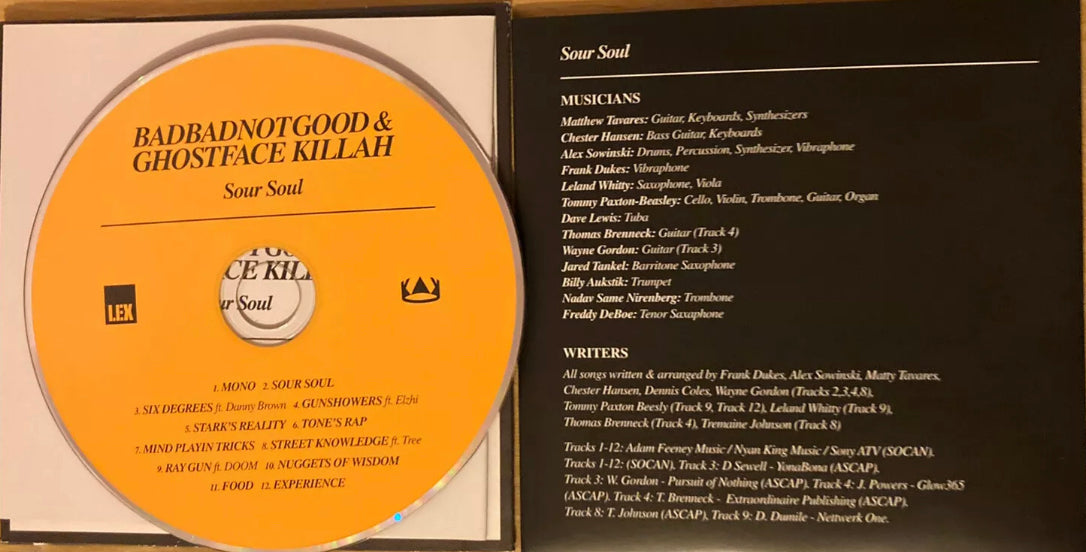 BADBADNOTGOOD &
GHOSTFACE KILLAH
Sour Soul
CE KILL
ur Soul
LEX
1. MONO 2. SOUR SOUL
3. SIX DEGREES ft. Danny Brown 4. GUNSHOWERS ft. Elzhi
5. STARK'S REALITY 6. TONE'S RAP
7. MIND PLAYIN TRICKS 8. STREET KNOWLEDGE ft. Tree
9. RAY GUN ft. DOOM 10. NUGGETS OF WISDOM
11. FOOD 12. EXPERIENCE
Sour Soul
MUSICIANS
Matthew Tavares: Guitar, Keyboards, Synthesizers
Chester Hansen: Bass Guitar, Keyboards
Alex Sowinski: Drums, Percussion, Synthesizer, Vibraphone
Frank Dukes: Vibraphone
Leland Whitty: Saxophone, Viola
Tommy Paxton-Beasley: Cello, Violin, Trombone, Guitar, Organ
Dave Lewis: Tuba
Thomas Brenneck: Guitar (Track 4)
Wayne Gordon: Guitar (Track 3)
Jared Tankel: Barritone Saxophone
Billy Aukstik: Trumpet
Nadav Same Nirenberg: Trombone
Freddy DeBoe: Tenor Saxophone
WRITERS
All songs written & arranged by Frank Dukes, Alex Sowinski, Matty Tavares,
Chester Hansen, Dennis Coles, Wayne Gordon (Tracks 2,3,4,8),
Tommy Paxton Beesly (Track 9, Track 12), Leland Whitty (Track 9),
Thomas Brenneck (Track 4), Tremaine Johnson (Track 8)
Tracks 1-12: Adam Feeney Music / Nyan King Music / Sony ATV (SOCAN).
Tracks 1-12: (SOCAN). Track 3: D Sewell - YonaBona (ASCAP).
Track 3: W. Gordon - Pursuit of Nothing (ASCAP). Track 4: J. Powers - Glow365
(ASCAP). Track 4: T. Brenneck - Extraordinaire Publishing (ASCAP).
Track 8: T. Johnson (ASCAP), Track 9: D. Dumile - Nettwerk One.